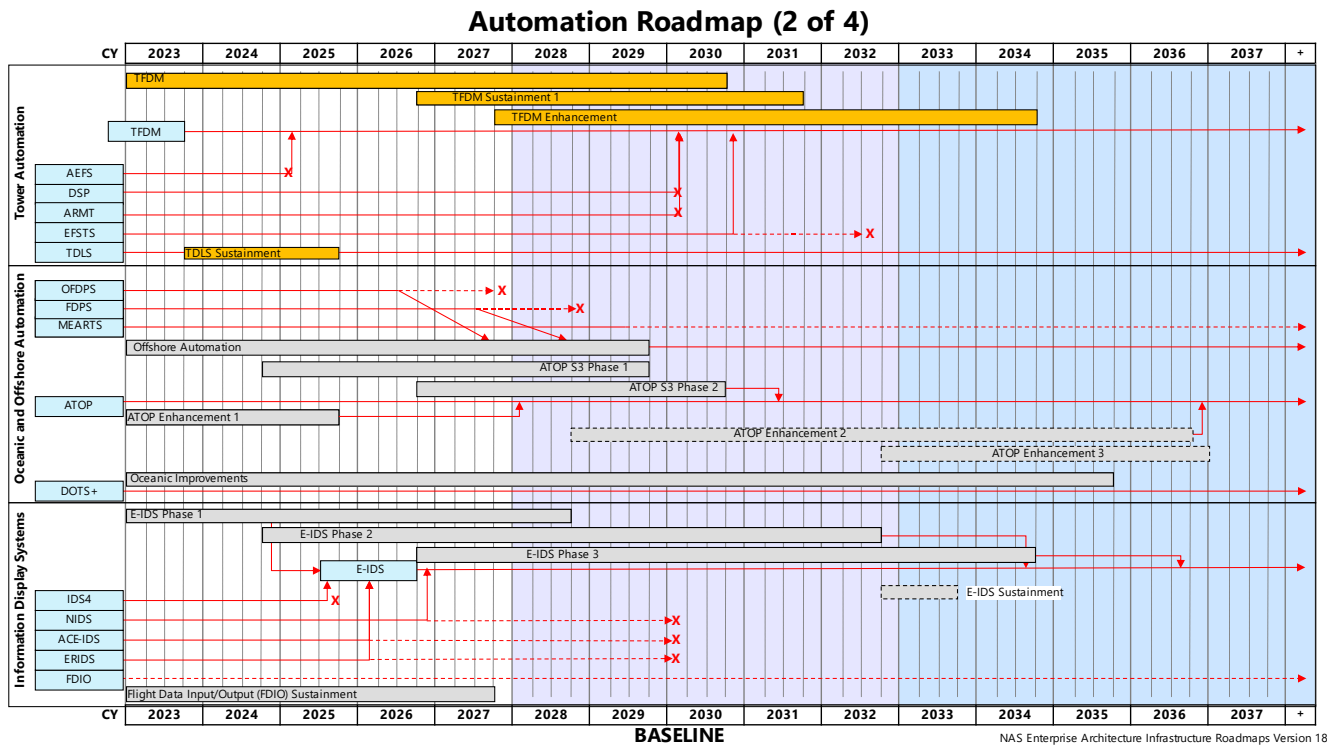 Automation Roadmap (2 of 4)
CY 2023 2024 2025 2026 2027 2028 2029 2030 2031 2032 2033 2034 2035 2036 2037 +
Tower Automation
TFDM
TFDM Sustainment 1
TFDM Enhancement
TFDM
AEFS X
DSP X
ARMT X
EFSTS X
TDLS TDLS Sustainment
Oceanic and Offshore Automation
OFDPS X
FDPS X
MEARTS
Offshore Automation
ATOP S3 Phase 1
ATOP S3 Phase 2
ATOP
ATOP Enhancement 1
ATOP Enhancement 2
ATOP Enhancement 3
Oceanic Improvements
DOTS+
Information Display Systems
E-IDS Phase 1
E-IDS Phase 2
E-IDS Phase 3
E-IDS
E-IDS Sustainment
IDS4 X
NIDS X
ACE-IDS X
ERIDS X
FDIO
Flight Data Input/Output (FDIO) Sustainment
CY 2023 2024 2025 2026 2027 2028 2029 2030 2031 2032 2033 2034 2035 2036 2037 +
BASELINE
NAS Enterprise Architecture Infrastructure Roadmaps Version 18